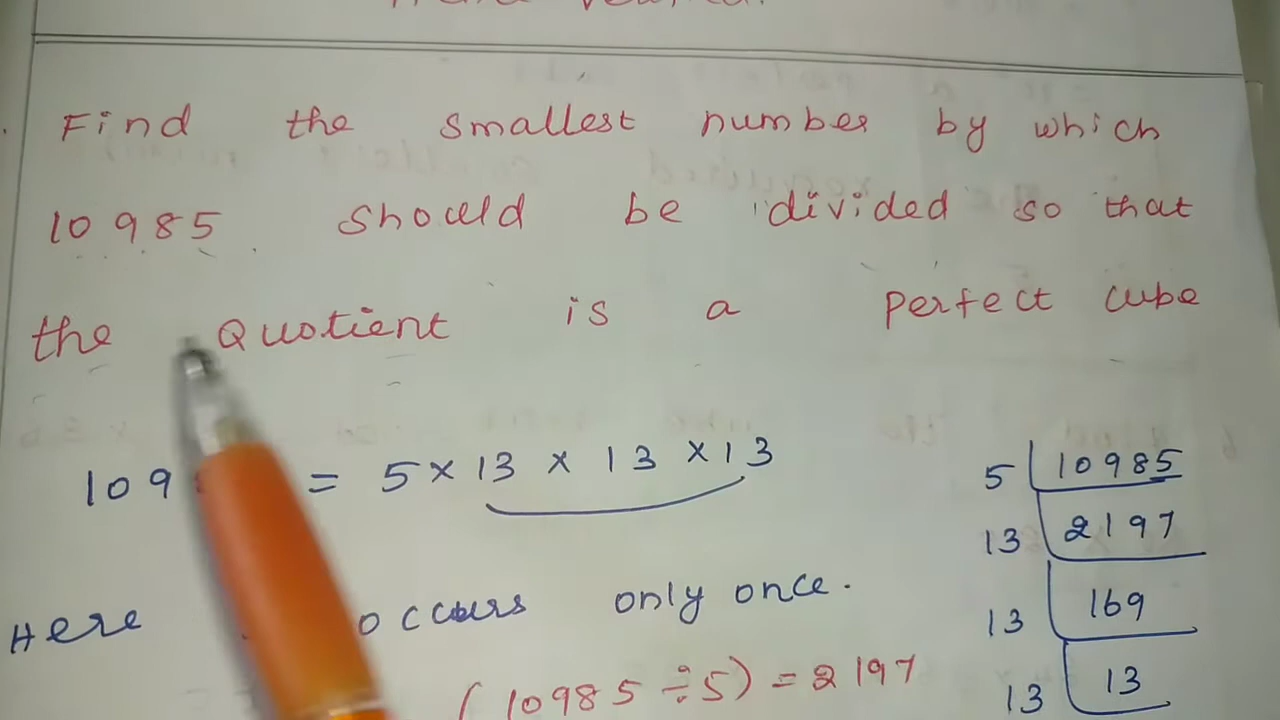 Find the smallest number by which
10985 should be divided so that
the Quotient is a perfect cube
109 = 5 × 13 × 13 × 13
5 | 10985
13 | 2197
13 | 169
13 | 13
Here occurs only once.
(10985 ÷ 5) = 2197